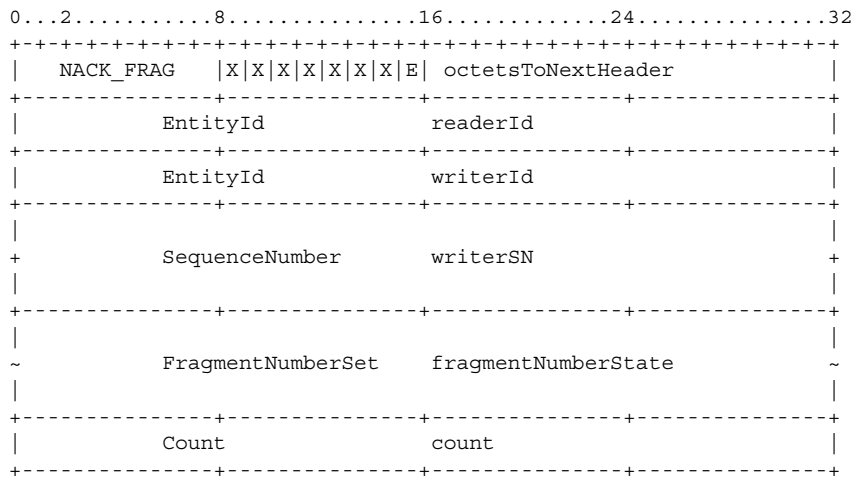 0...2...........8...............16.............24...............32
+-+-+-+-+-+-+-+-+-+-+-+-+-+-+-+-+-+-+-+-+-+-+-+-+-+-+-+-+-+-+-+-+
| NACK_FRAG |X|X|X|X|X|X|X|E| octetsToNextHeader |
+---------------+---------------+---------------+---------------+
| EntityId readerId |
+---------------+---------------+---------------+---------------+
| EntityId writerId |
+---------------+---------------+---------------+---------------+
| |
+ SequenceNumber writerSN +
| |
+---------------+---------------+---------------+---------------+
| |
~ FragmentNumberSet fragmentNumberState ~
| |
+---------------+---------------+---------------+---------------+
| Count count |
+---------------+---------------+---------------+---------------+